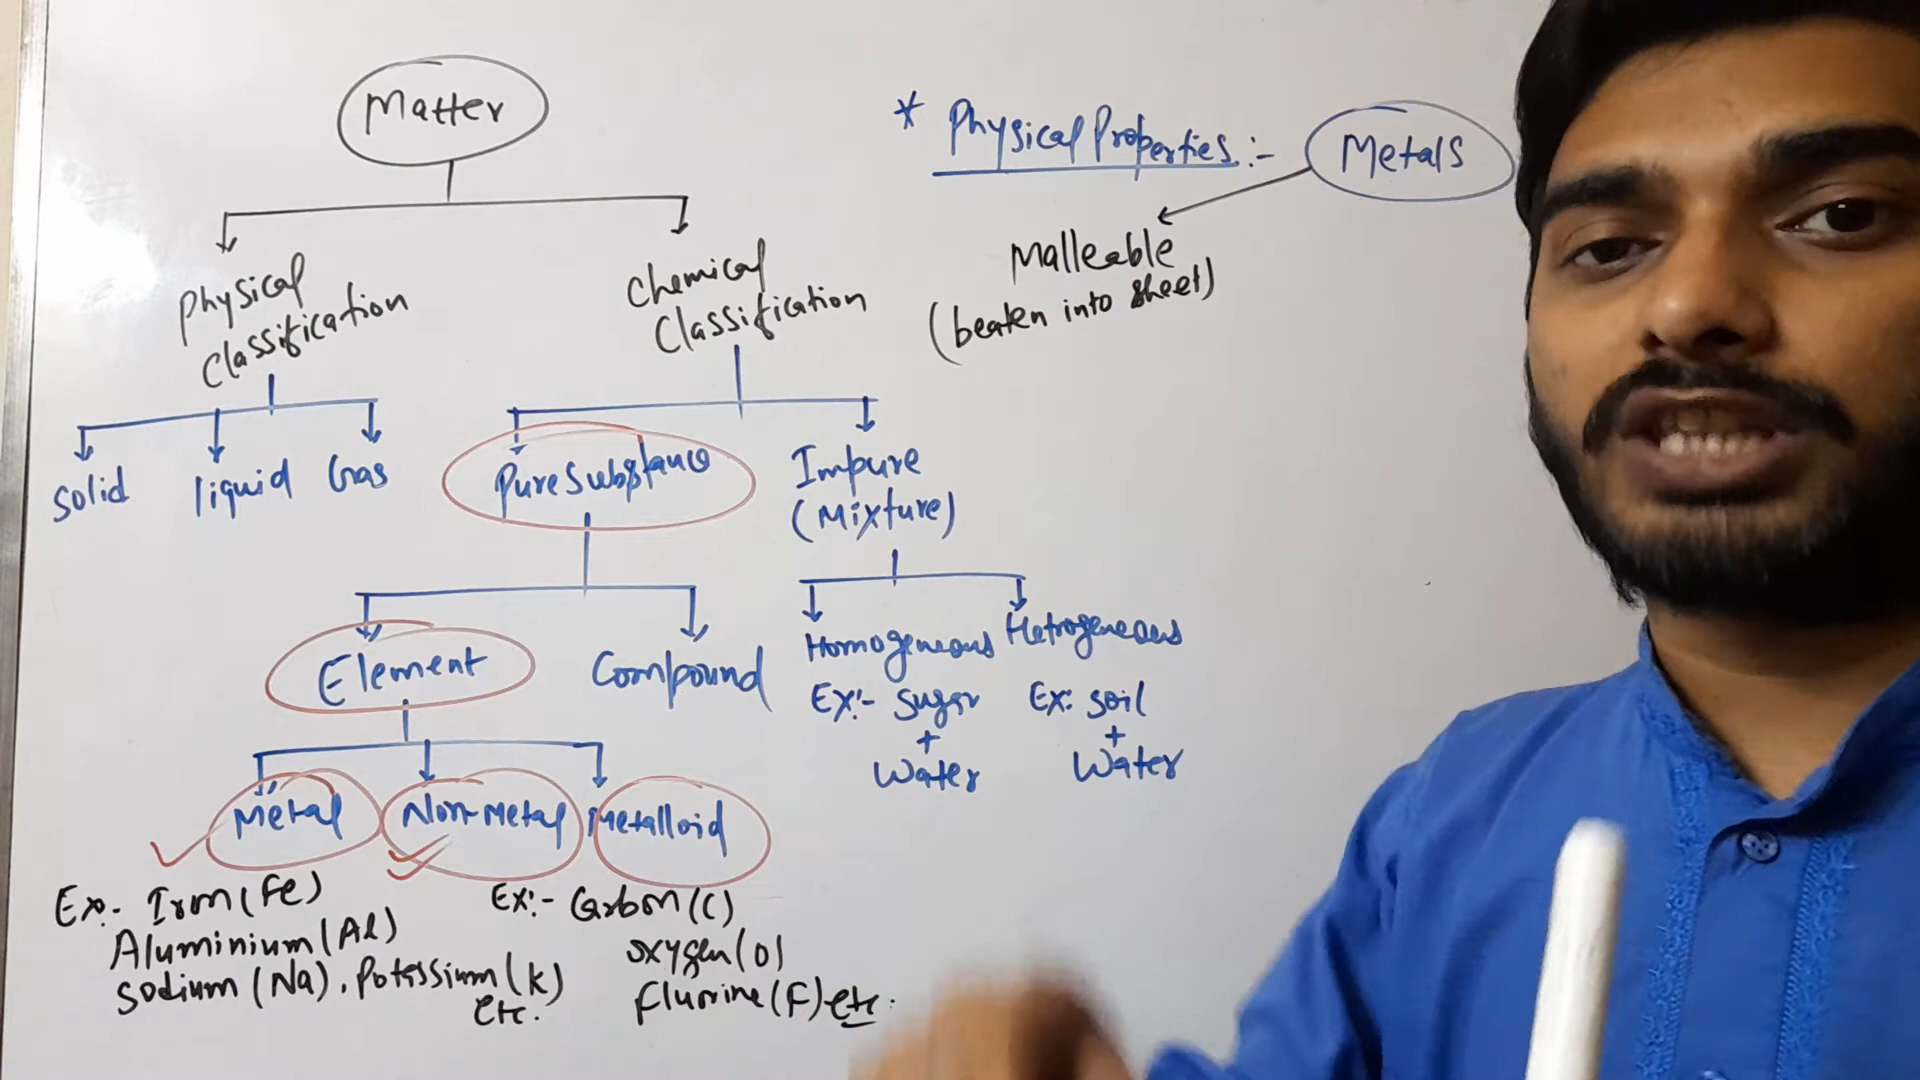 Matter
Physical
Classification
Chemical
Classification
Solid
liquid
Gas
Pure Substance
Impure
(Mixture)
Element
Compound
Homogeneous
Ex:- Sugar
+
Water
Hetrogeneous
Ex: Soil
+
Water
Metal
Non-Metal
Metalloid
Ex:- Iron (Fe)
Aluminium (Al)
Sodium (Na), Potassium (K)
etc.
Ex:- Carbon (C)
Oxygen (O)
Flurine (F) etc.
* Physical Properties :-
Metals
Malleable
(beaten into sheet)